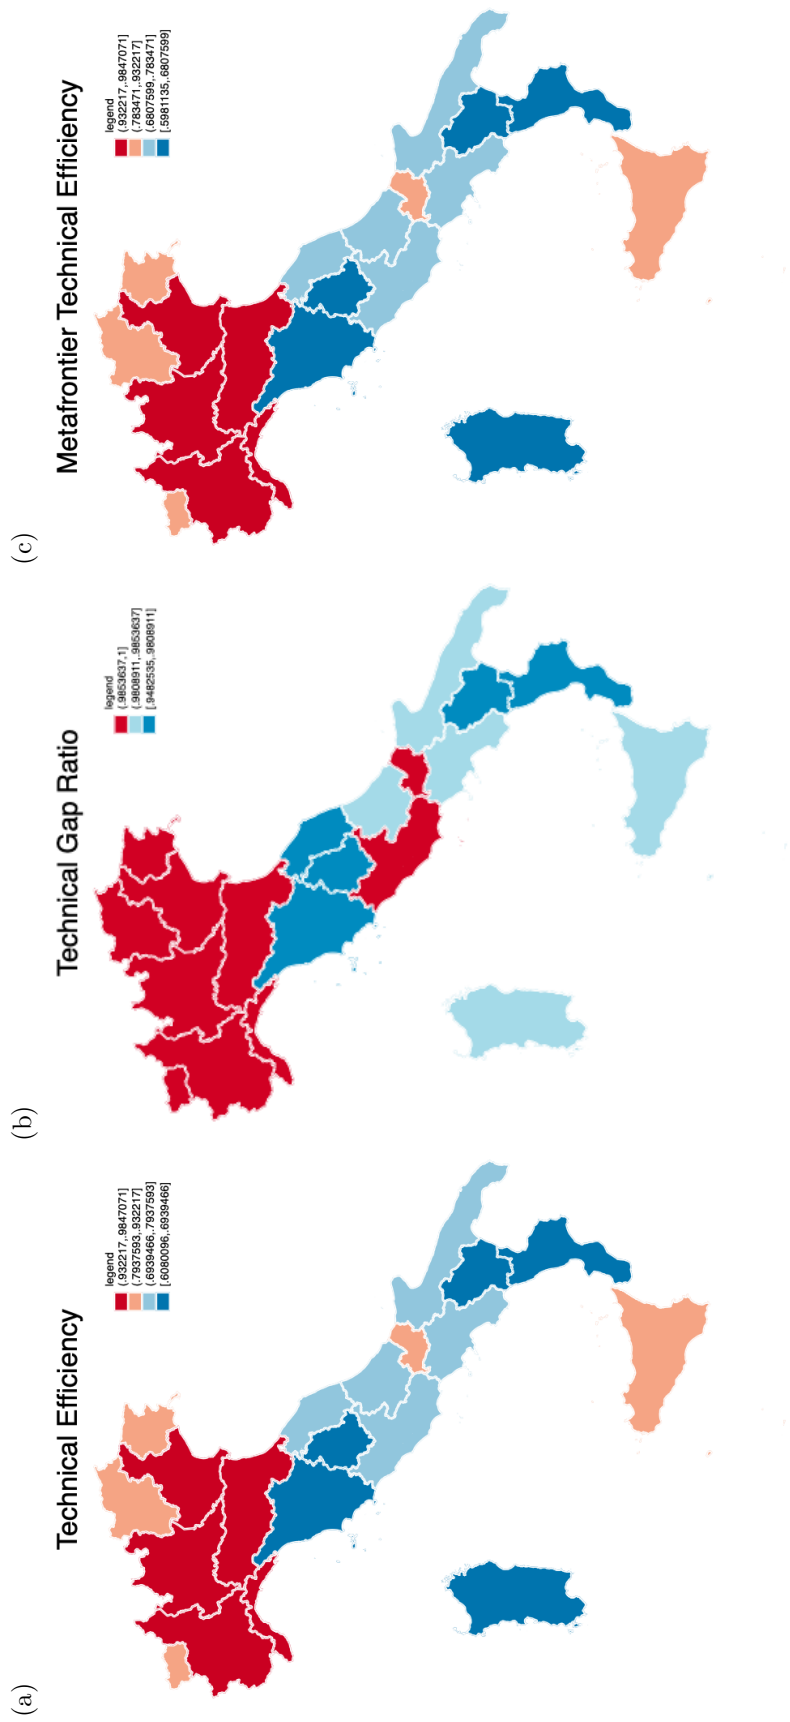 (a)
Technical Efficiency
legend
(.932217,.9847071]
(.7937593,.932217]
(.6939466,.7937593]
[.6080096,.6939466]
(b)
Technical Gap Ratio
legend
(.9853637,1]
(.9808911,.9853637]
[.9482535,.9808911]
(c)
Metafrontier Technical Efficiency
legend
(.932217,.9847071]
(.783471,.932217]
(.6807599,.783471]
[.5981135,.6807599]